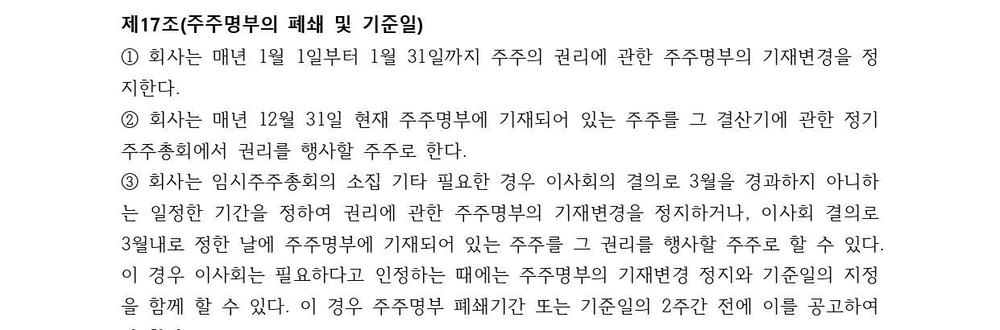 제17조(주주명부의 폐쇄 및 기준일)
① 회사는 매년 1월 1일부터 1월 31일까지 주주의 권리에 관한 주주명부의 기재변경을 정
지한다.
② 회사는 매년 12월 31일 현재 주주명부에 기재되어 있는 주주를 그 결산기에 관한 정기
주주총회에서 권리를 행사할 주주로 한다.
③ 회사는 임시주주총회의 소집 기타 필요한 경우 이사회의 결의로 3월을 경과하지 아니하
는 일정한 기간을 정하여 권리에 관한 주주명부의 기재변경을 정지하거나, 이사회 결의로
3월내로 정한 날에 주주명부에 기재되어 있는 주주를 그 권리를 행사할 주주로 할 수 있다.
이 경우 이사회는 필요하다고 인정하는 때에는 주주명부의 기재변경 정지와 기준일의 지정
을 함께 할 수 있다. 이 경우 주주명부 폐쇄기간 또는 기준일의 2주간 전에 이를 공고하여